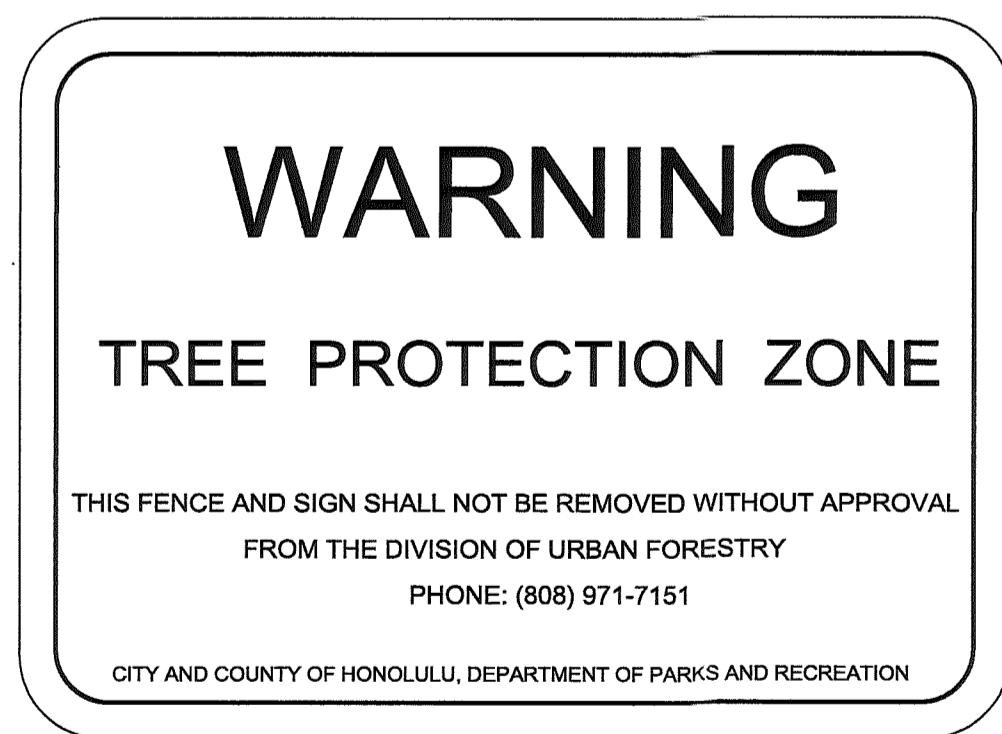 WARNING
TREE PROTECTION ZONE
THIS FENCE AND SIGN SHALL NOT BE REMOVED WITHOUT APPROVAL
FROM THE DIVISION OF URBAN FORESTRY
PHONE: (808) 971-7151
CITY AND COUNTY OF HONOLULU, DEPARTMENT OF PARKS AND RECREATION